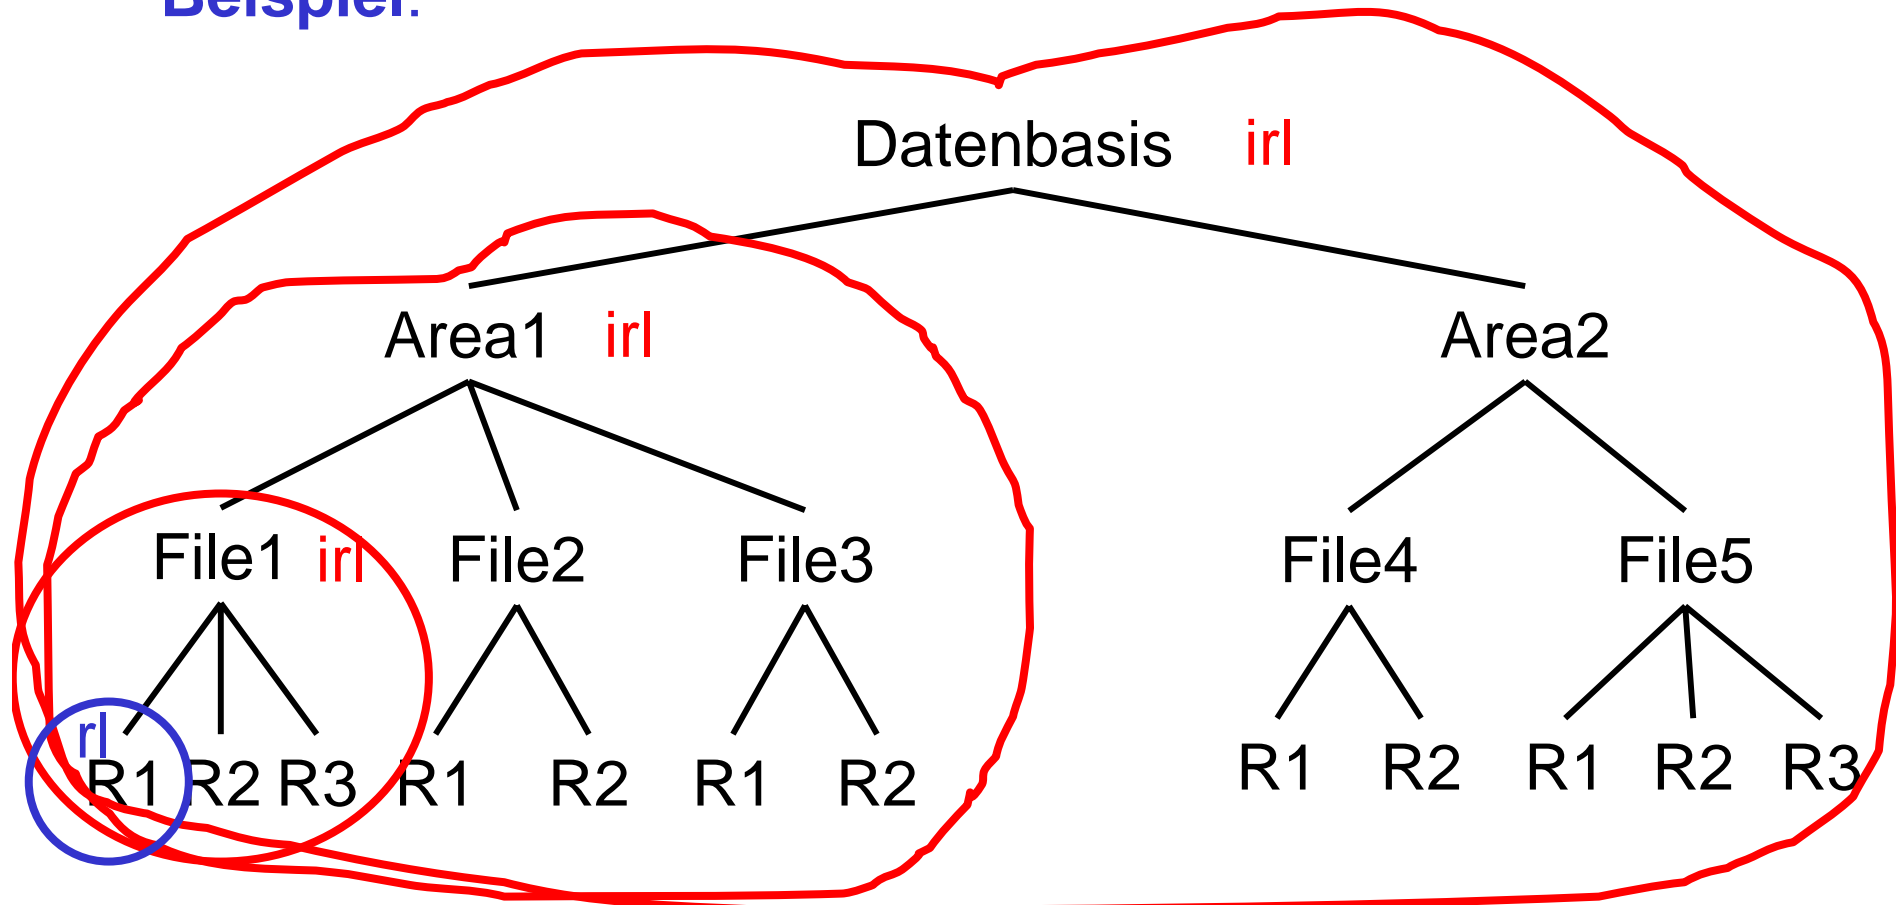 Beispiel:
Datenbasis irl
Area1 irl Area2
File1 irl File2 File3 File4 File5
rl
R1 R2 R3 R1 R2 R1 R2 R1 R2 R1 R2 R3